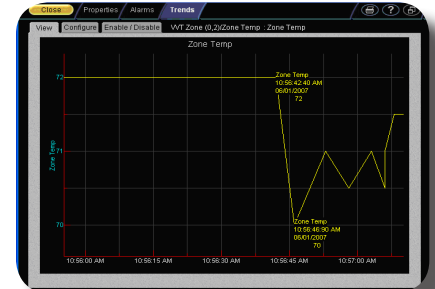 Close Properties Alarms Trends ?
View Configure Enable / Disable VVT Zone (0,2)/Zone Temp : Zone Temp
Zone Temp
72
Zone Temp
10:56:42:40 AM
06/01/2007
72
Zone Temp
71
70
Zone Temp
10:56:46:90 AM
06/01/2007
70
10:56:00 AM 10:56:15 AM 10:56:30 AM 10:56:45 AM 10:57:00 AM